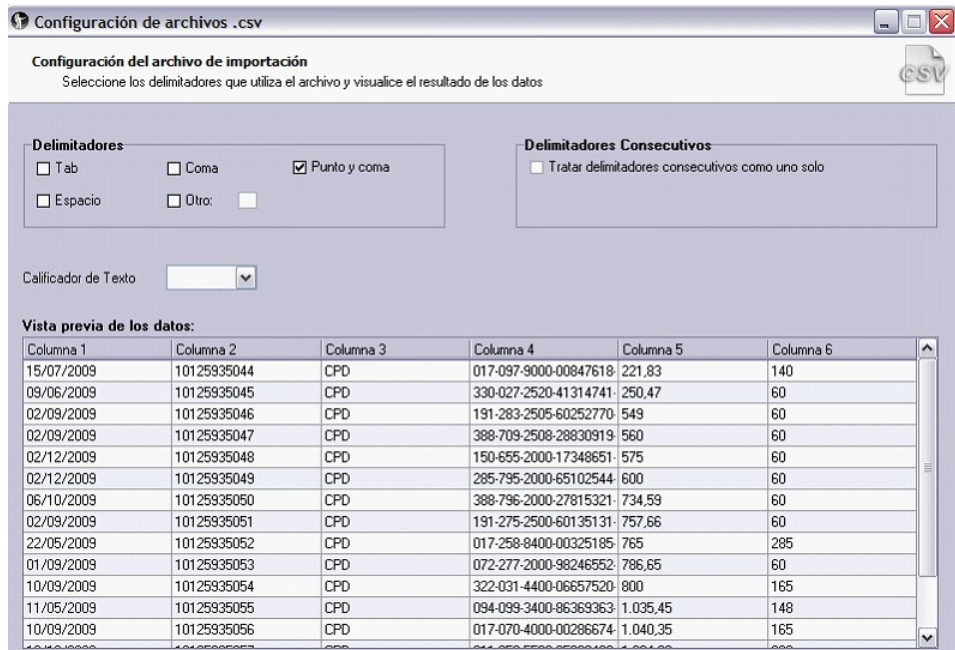 Configuración de archivos .csv
Configuración del archivo de importación
Seleccione los delimitadores que utiliza el archivo y visualice el resultado de los datos
CSV
Delimitadores
Delimitadores Consecutivos
Tab Coma Punto y coma
Tratar delimitadores consecutivos como uno solo
Espacio Otro:
Calificador de Texto
Vista previa de los datos:
Columna 1 Columna 2 Columna 3 Columna 4 Columna 5 Columna 6
15/07/2009 10125935044 CPD 017-097-9000-00847618- 221,83 140
09/06/2009 10125935045 CPD 330-027-2520-41314741- 250,47 60
02/09/2009 10125935046 CPD 191-283-2505-60252770- 549 60
02/09/2009 10125935047 CPD 388-709-2508-28830919- 560 60
02/12/2009 10125935048 CPD 150-655-2000-17348651- 575 60
02/12/2009 10125935049 CPD 285-795-2000-65102544- 600 60
06/10/2009 10125935050 CPD 388-796-2000-27815321- 734,59 60
02/09/2009 10125935051 CPD 191-275-2500-60135131- 757,66 60
22/05/2009 10125935052 CPD 017-258-8400-00325185- 765 285
01/09/2009 10125935053 CPD 072-277-2000-98246552- 786,65 60
10/09/2009 10125935054 CPD 322-031-4400-06657520- 800 165
11/05/2009 10125935055 CPD 094-099-3400-86369363- 1.035,45 148
10/09/2009 10125935056 CPD 017-070-4000-00286674- 1.040,35 165